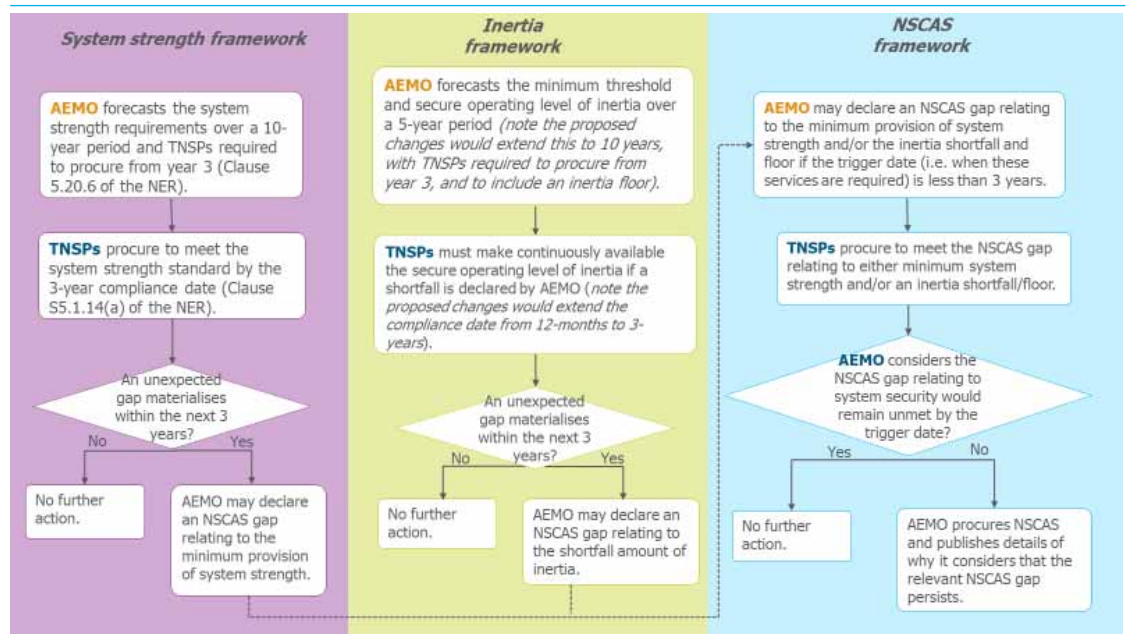 System strength framework
AEMO forecasts the system
strength requirements over a 10-
year period and TNSPs required
to procure from year 3 (Clause
5.20.6 of the NER).
TNSPs procure to meet the
system strength standard by the
3-year compliance date (Clause
S5.1.14(a) of the NER).
An unexpected
gap materialises
within the next 3
years?
No
Yes
No further
action.
AEMO may declare
an NSCAS gap
relating to the
minimum provision
of system strength.
Inertia
framework
AEMO forecasts the minimum threshold
and secure operating level of inertia over
a 5-year period (note the proposed
changes would extend this to 10 years,
with TNSPs required to procure from
year 3, and to include an inertia floor).
TNSPs must make continuously available
the secure operating level of inertia if a
shortfall is declared by AEMO (note the
proposed changes would extend the
compliance date from 12-months to 3-
years).
An unexpected
gap materialises
within the next 3
years?
No
Yes
No further
action.
AEMO may declare an
NSCAS gap relating to
the shortfall amount of
inertia.
NSCAS
framework
AEMO may declare an NSCAS gap relating
to the minimum provision of system
strength and/or the inertia shortfall and
floor if the trigger date (i.e. when these
services are required) is less than 3 years.
TNSPs procure to meet the NSCAS gap
relating to either minimum system
strength and/or an inertia shortfall/floor.
AEMO considers the
NSCAS gap relating to
system security would
remain unmet by the
trigger date?
Yes
No
No further
action.
AEMO procures NSCAS
and publishes details of
why it considers that the
relevant NSCAS gap
persists.